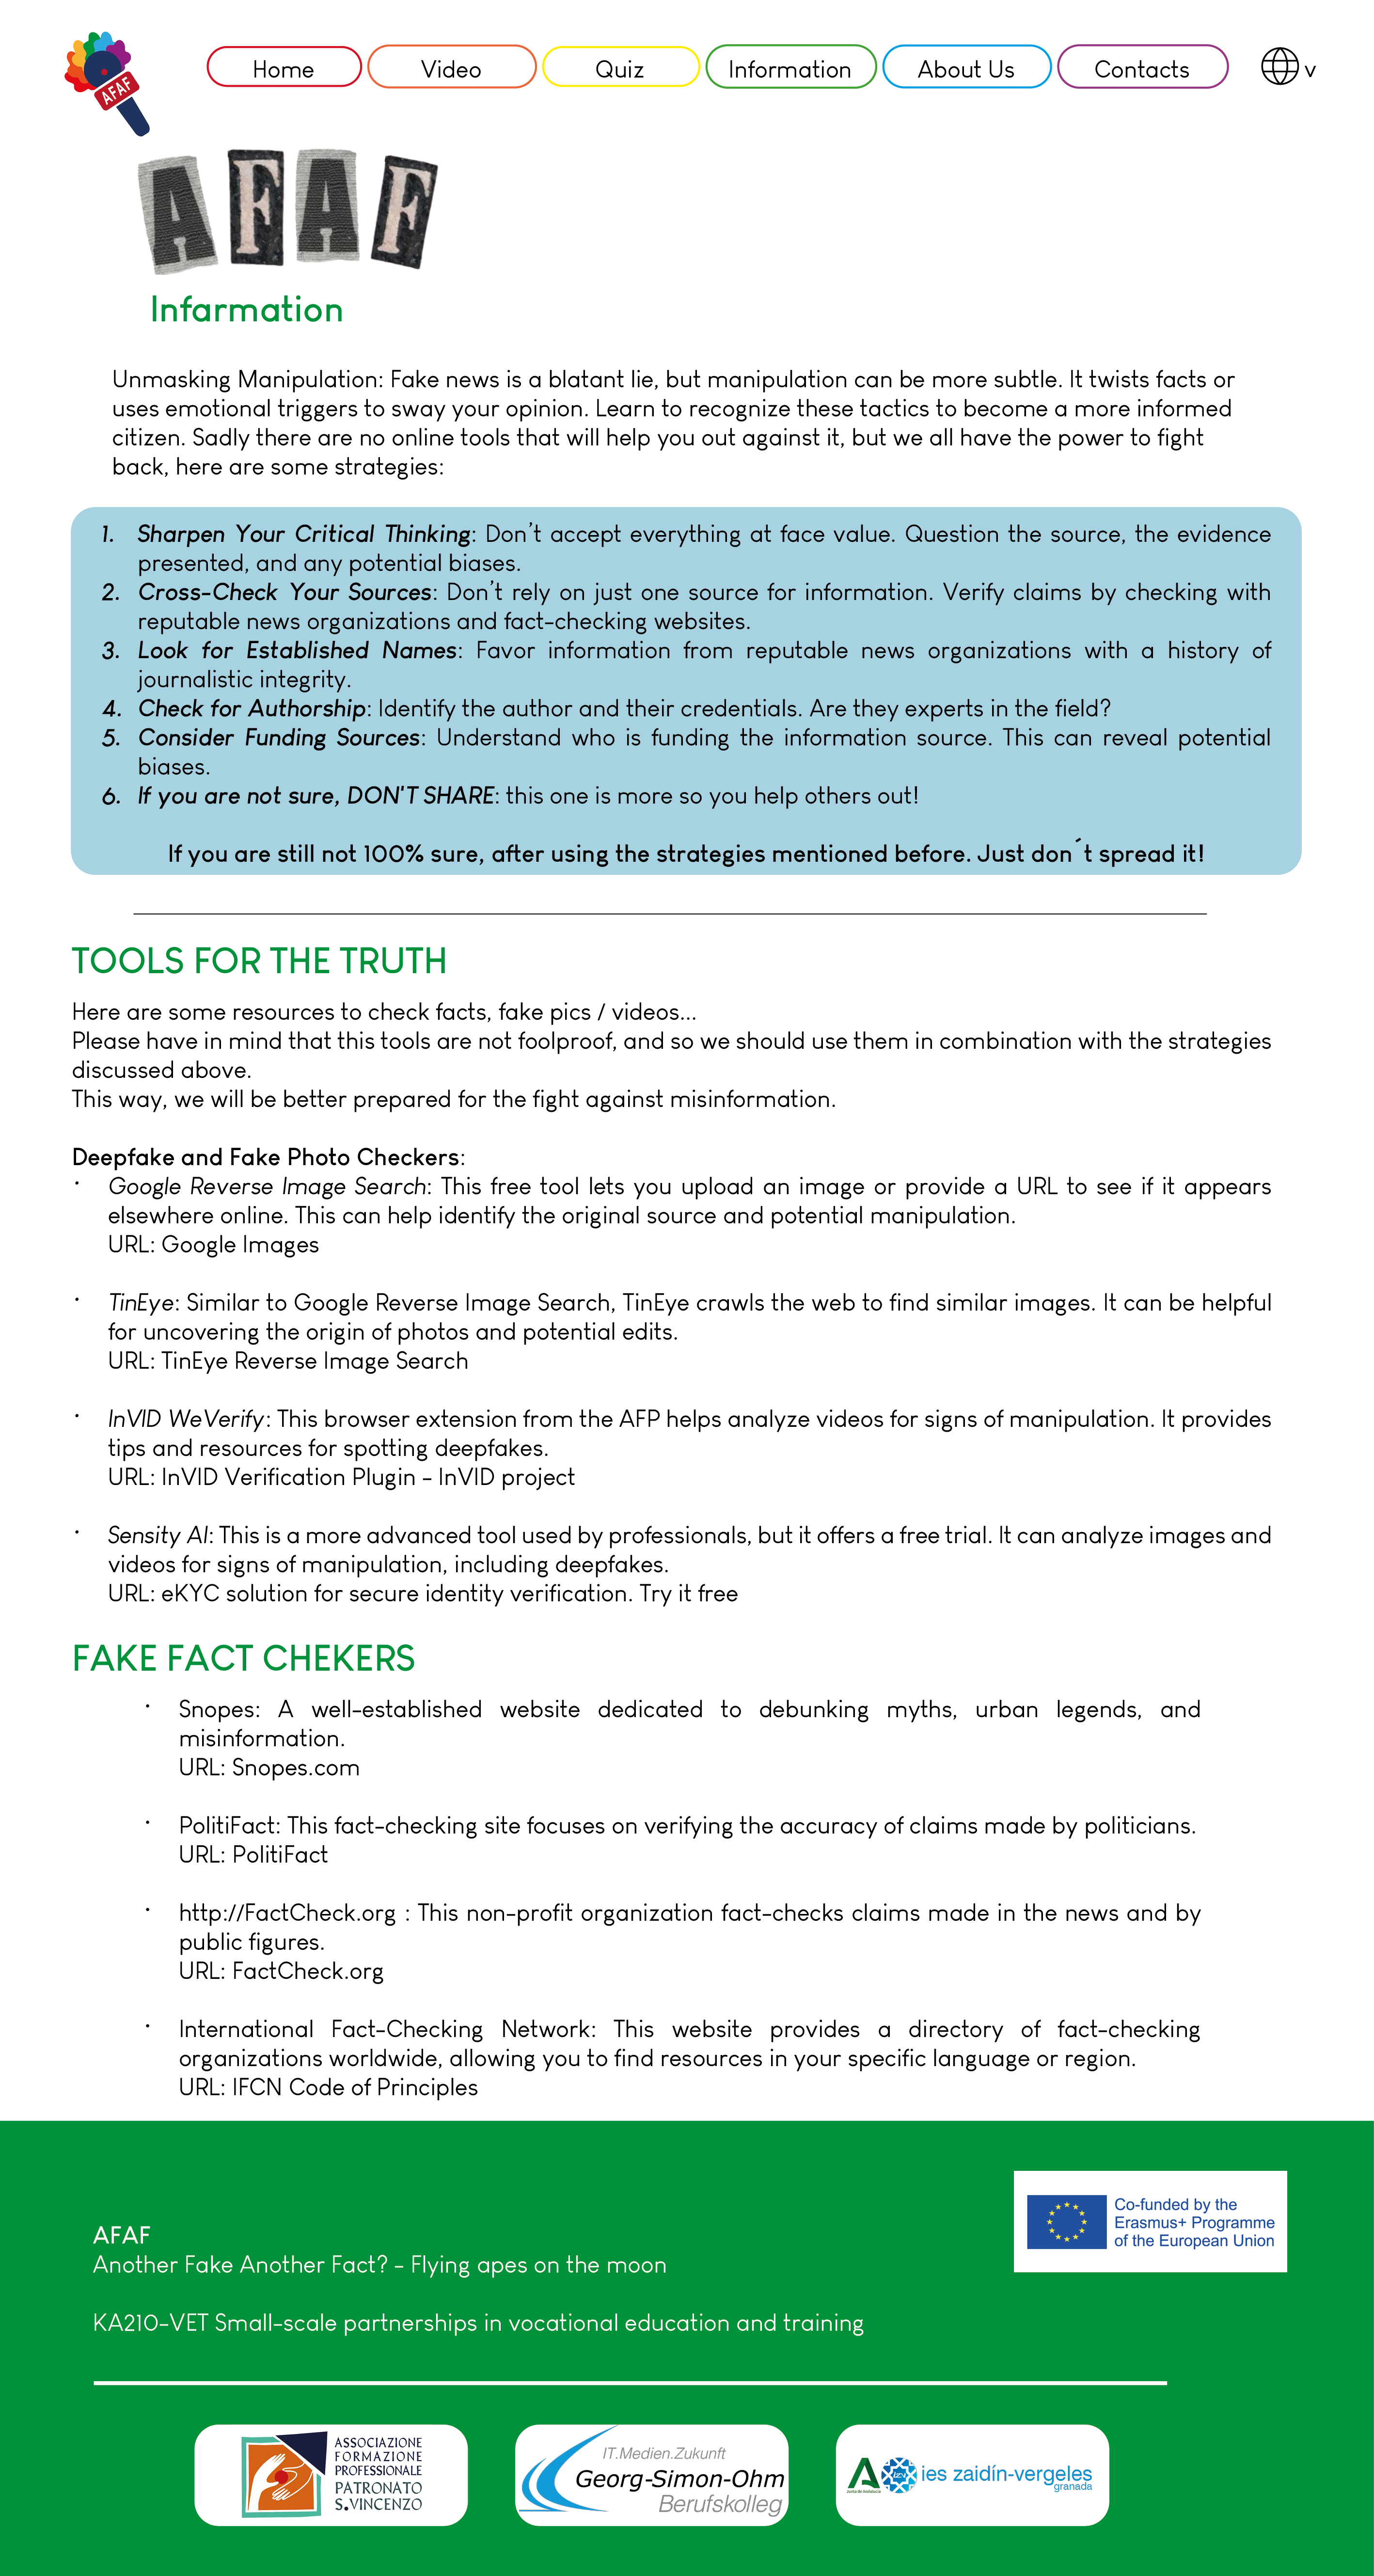 AFAF
Home
Video
Quiz
Information
About Us
Contacts
v
AFAF
Infarmation
Unmasking Manipulation: Fake news is a blatant lie, but manipulation can be more subtle. It twists facts or
uses emotional triggers to sway your opinion. Learn to recognize these tactics to become a more informed
citizen. Sadly there are no online tools that will help you out against it, but we all have the power to fight
back, here are some strategies:
1. Sharpen Your Critical Thinking: Don't accept everything at face value. Question the source, the evidence
presented, and any potential biases.
2. Cross-Check Your Sources: Don't rely on just one source for information. Verify claims by checking with
reputable news organizations and fact-checking websites.
3. Look for Established Names: Favor information from reputable news organizations with a history of
journalistic integrity.
4. Check for Authorship: Identify the author and their credentials. Are they experts in the field?
5. Consider Funding Sources: Understand who is funding the information source. This can reveal potential
biases.
6. If you are not sure, DON'T SHARE: this one is more so you help others out!
If you are still not 100% sure, after using the strategies mentioned before. Just don´t spread it!
TOOLS FOR THE TRUTH
Here are some resources to check facts, fake pics / videos...
Please have in mind that this tools are not foolproof, and so we should use them in combination with the strategies
discussed above.
This way, we will be better prepared for the fight against misinformation.
Deepfake and Fake Photo Checkers:
· Google Reverse Image Search: This free tool lets you upload an image or provide a URL to see if it appears
elsewhere online. This can help identify the original source and potential manipulation.
URL: Google Images
· TinEye: Similar to Google Reverse Image Search, TinEye crawls the web to find similar images. It can be helpful
for uncovering the origin of photos and potential edits.
URL: TinEye Reverse Image Search
· InVID WeVerify: This browser extension from the AFP helps analyze videos for signs of manipulation. It provides
tips and resources for spotting deepfakes.
URL: InVID Verification Plugin - InVID project
· Sensity AI: This is a more advanced tool used by professionals, but it offers a free trial. It can analyze images and
videos for signs of manipulation, including deepfakes.
URL: eKYC solution for secure identity verification. Try it free
FAKE FACT CHEKERS
· Snopes: A well-established website dedicated to debunking myths, urban legends, and
misinformation.
URL: Snopes.com
· PolitiFact: This fact-checking site focuses on verifying the accuracy of claims made by politicians.
URL: PolitiFact
· http://FactCheck.org : This non-profit organization fact-checks claims made in the news and by
public figures.
URL: FactCheck.org
· International Fact-Checking Network: This website provides a directory of fact-checking
organizations worldwide, allowing you to find resources in your specific language or region.
URL: IFCN Code of Principles
AFAF
Another Fake Another Fact? - Flying apes on the moon
KA210-VET Small-scale partnerships in vocational education and training
Co-funded by the
Erasmus+ Programme
of the European Union
ASSOCIAZIONE
FORMAZIONE
PROFESSIONALE
PATRONATO
S.VINCENZO
IT.Medien.Zukunft
Georg-Simon-Ohm
Berufskolleg
Junta de Andalucía
izv
ies zaidín-vergeles
granada